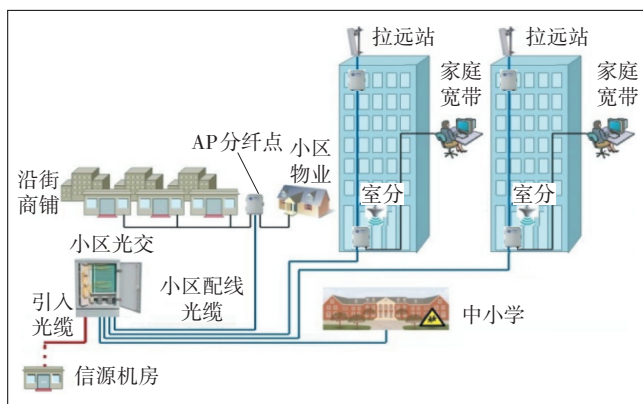 拉远站
拉远站
家庭
宽带
家庭
宽带
AP分纤点
小区
物业
沿街
商铺
室分
室分
小区光交
小区配线
光缆
引入
光缆
中小学
信源机房